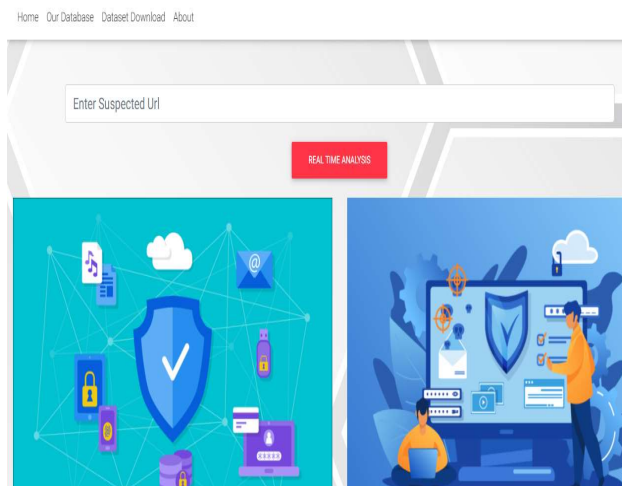 Home Our Database Dataset Download About
Enter Suspected Url
REAL TIME ANALYSIS
@